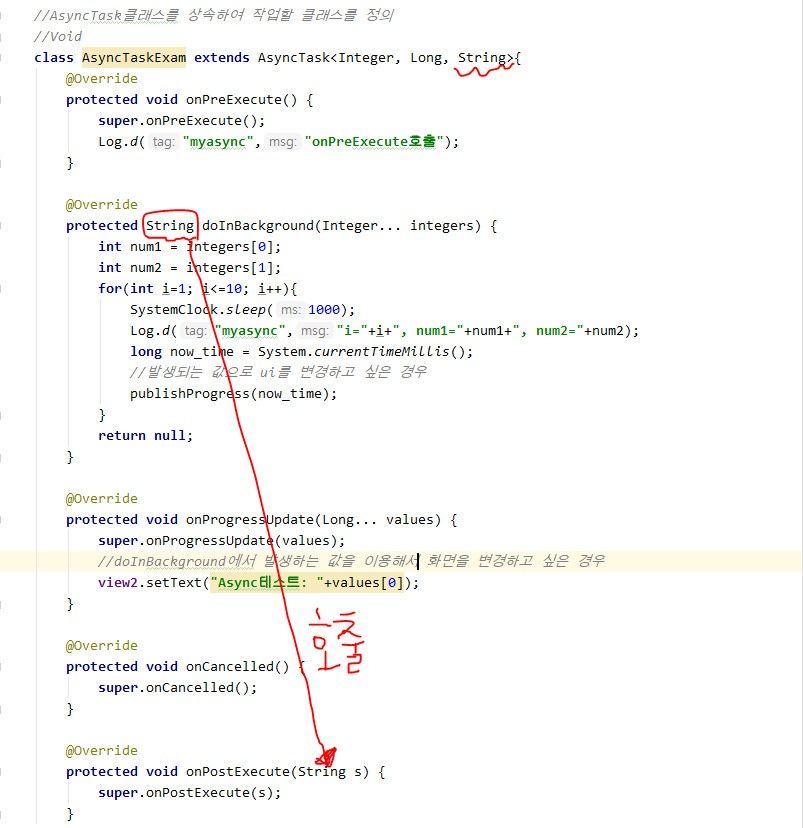 //AsyncTask클래스를 상속하여 작업할 클래스를 정의
//Void
class AsyncTaskExam extends AsyncTask<Integer, Long, String>{
@Override
protected void onPreExecute() {
super.onPreExecute();
Log.d( tag: "myasync", msg: "onPreExecute호출");
}
@Override
protected String doInBackground(Integer... integers) {
int num1 = integers[0];
int num2 = integers[1];
for(int i=1; i<=10; i++){
SystemClock.sleep( ms: 1000);
Log.d( tag: "myasync", msg: "i="+i+", num1="+num1+", num2="+num2);
long now_time = System.currentTimeMillis();
//발생되는 값으로 ui를 변경하고 싶은 경우
publishProgress(now_time);
}
return null;
}
@Override
protected void onProgressUpdate(Long... values) {
super.onProgressUpdate(values);
//doInBackground에서 발생하는 값을 이용해서 화면을 변경하고 싶은 경우
view2.setText("Async테스트: "+values[0]);
}
호출
@Override
protected void onCancelled() {
super.onCancelled();
}
@Override
protected void onPostExecute(String s) {
super.onPostExecute(s);
}